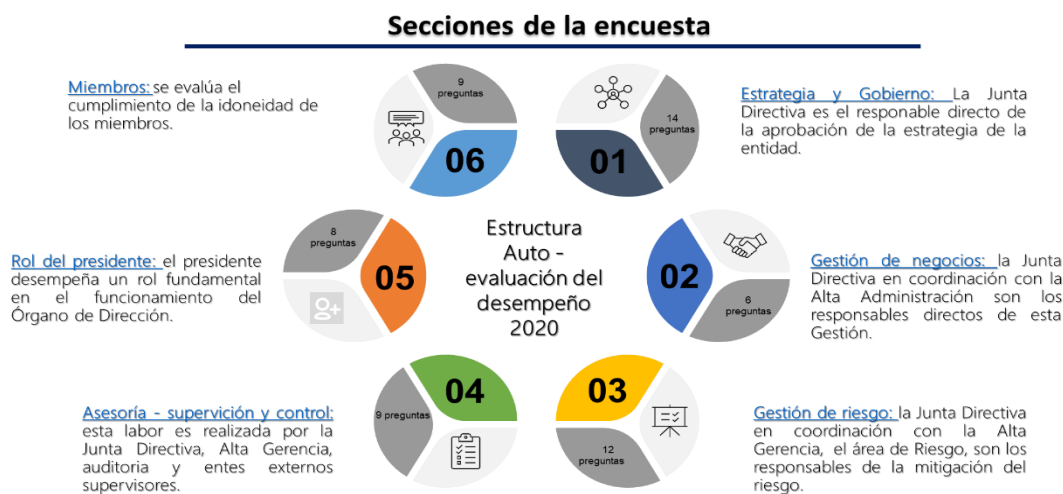 Secciones de la encuesta
14
preguntas
01
Estrategia y Gobierno: La Junta
Directiva es el responable directo de
la aprobación de la estrategia de la
entidad.
02
6
preguntas
Gestión de negocios: la Junta
Directiva en coordinación con la
Alta Administración son los
responsables directos de esta
Gestión.
03
12
preguntas
Gestión de riesgo: la Junta Directiva
en coordinación con la Alta
Gerencia, el área de Riesgo, son los
responsables de la mitigación del
riesgo.
04
9 preguntas
Asesoría - supervición y control:
esta labor es realizada por la
Junta Directiva, Alta Gerencia,
auditoria y entes externos
supervisores.
05
8
preguntas
Rol del presidente: el presidente
desempeña un rol fundamental
en el funcionamiento del
Órgano de Dirección.
06
9
preguntas
Miembros: se evalúa el
cumplimiento de la idoneidad de
los miembros.
Estructura
Auto -
evaluación del
desempeño
2020